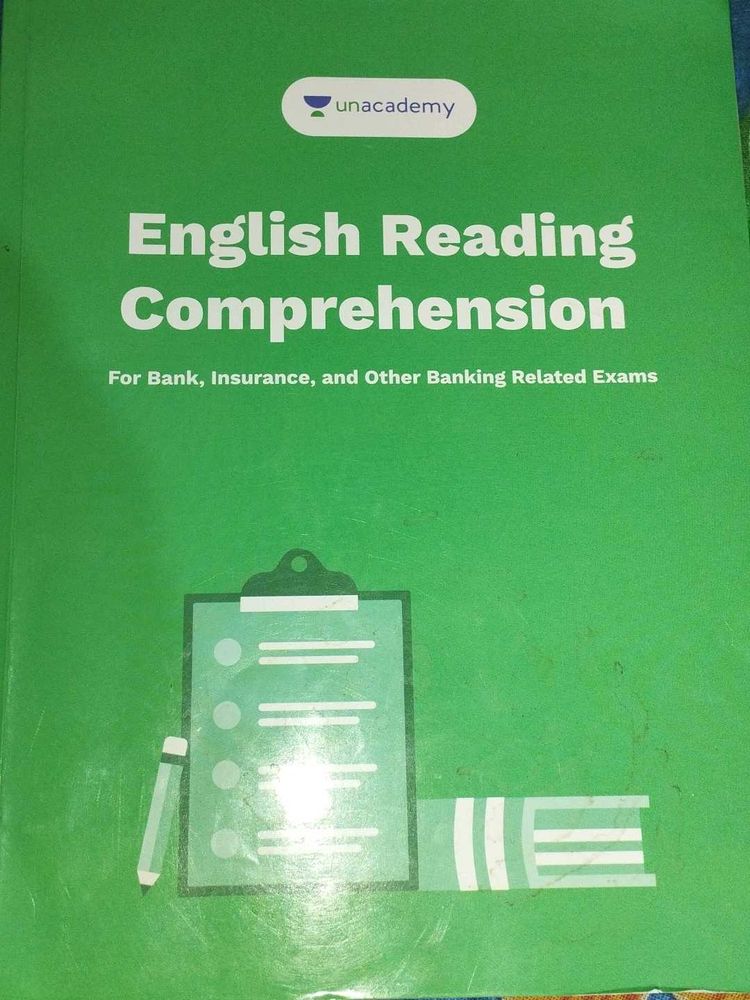 unacademy
English Reading
Comprehension
For Bank, Insurance, and Other Banking Related Exams